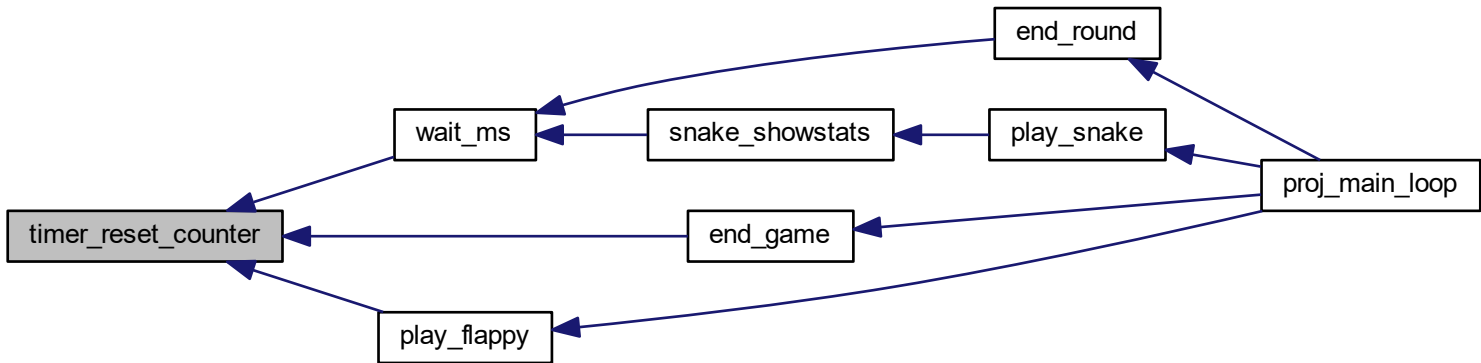 end_round
wait_ms
snake_showstats
play_snake
proj_main_loop
timer_reset_counter
end_game
play_flappy